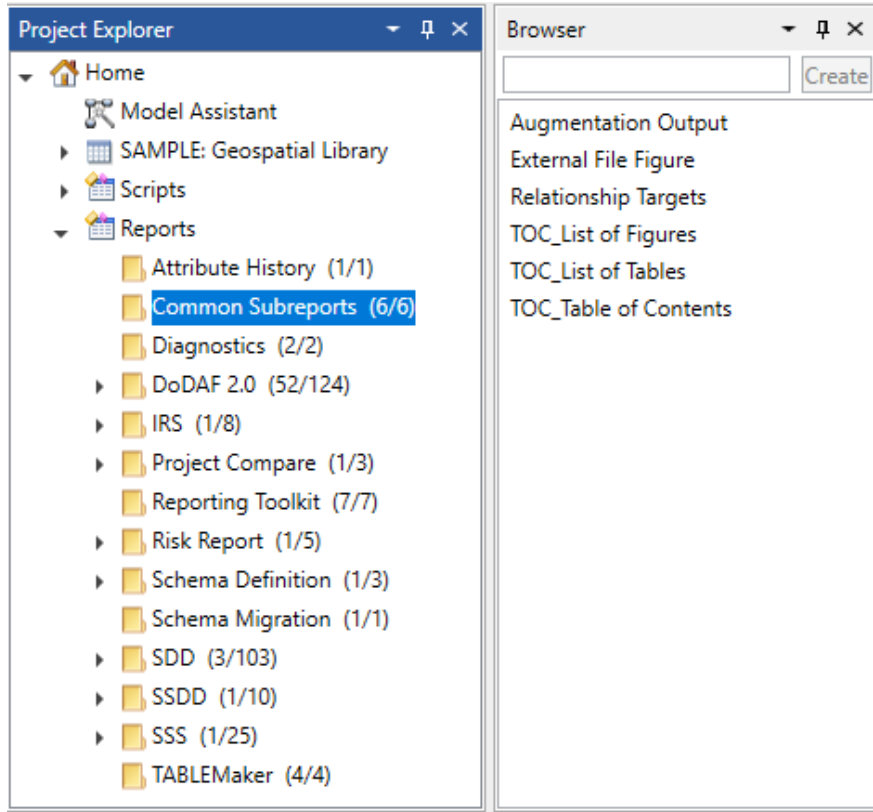 Project Explorer
Home
Model Assistant
SAMPLE: Geospatial Library
Scripts
Reports
Attribute History (1/1)
Common Subreports (6/6)
Diagnostics (2/2)
DoDAF 2.0 (52/124)
IRS (1/8)
Project Compare (1/3)
Reporting Toolkit (7/7)
Risk Report (1/5)
Schema Definition (1/3)
Schema Migration (1/1)
SDD (3/103)
SSDD (1/10)
SSS (1/25)
TABLEMaker (4/4)
Browser
Create
Augmentation Output
External File Figure
Relationship Targets
TOC_List of Figures
TOC_List of Tables
TOC_Table of Contents